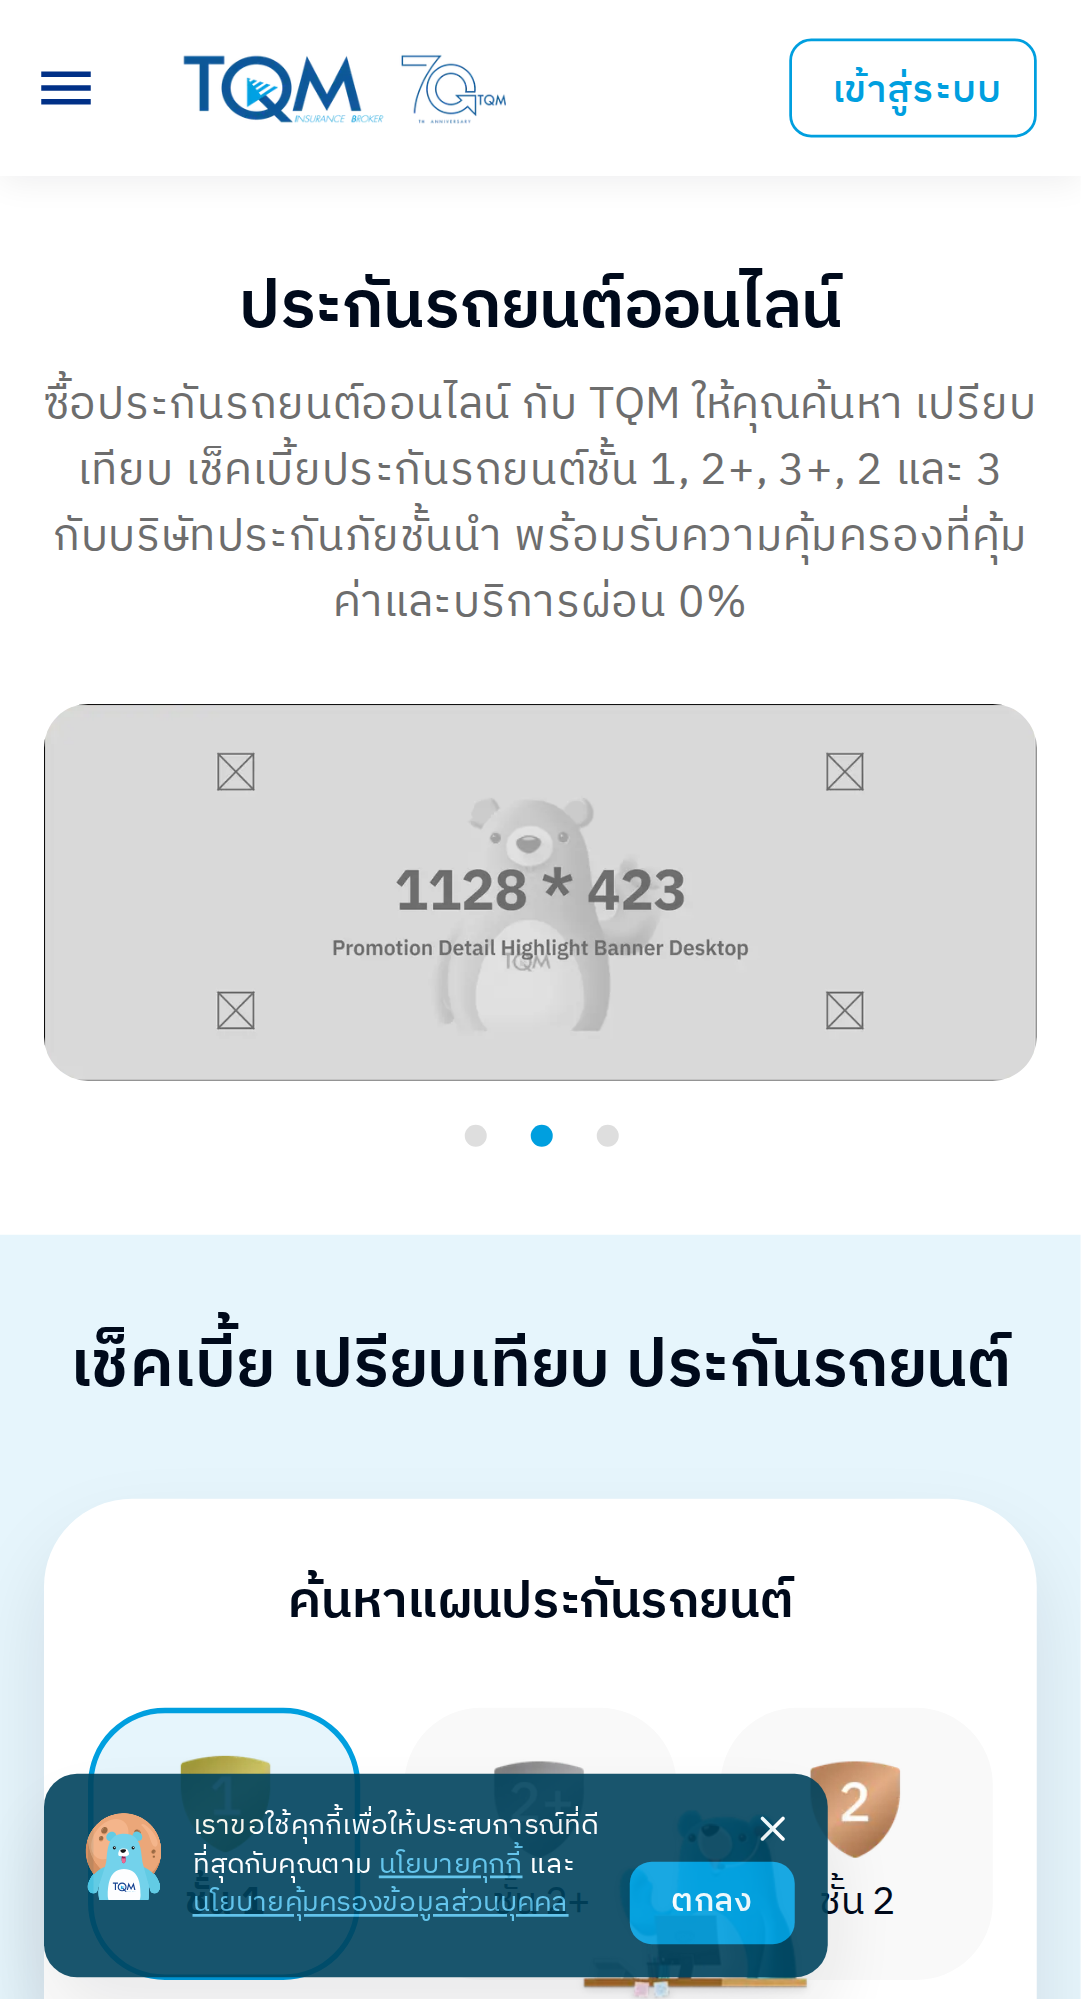 TQM
INSURANCE BROKER
TQM
TH ANNIVERSARY
เข้าสู่ระบบ
ประกันรถยนต์ออนไลน์
ซื้อประกันรถยนต์ออนไลน์ กับ TQM ให้คุณค้นหา เปรียบ
เทียบ เช็คเบี้ยประกันรถยนต์ชั้น 1, 2+, 3+, 2 และ 3
กับบริษัทประกันภัยชั้นนำ พร้อมรับความคุ้มครองที่คุ้ม
ค่าและบริการผ่อน 0%
1128 * 423
Promotion Detail Highlight Banner Desktop
TQM
เช็คเบี้ย เปรียบเทียบ ประกันรถยนต์
ค้นหาแผนประกันรถยนต์
1
2+
2
ชั้น 1
ชั้น 2+
ชั้น 2
เราขอใช้คุกกี้เพื่อให้ประสบการณ์ที่ดี
ที่สุดกับคุณตาม นโยบายคุกกี้ และ
นโยบายคุ้มครองข้อมูลส่วนบุคคล
TQM
ตกลง